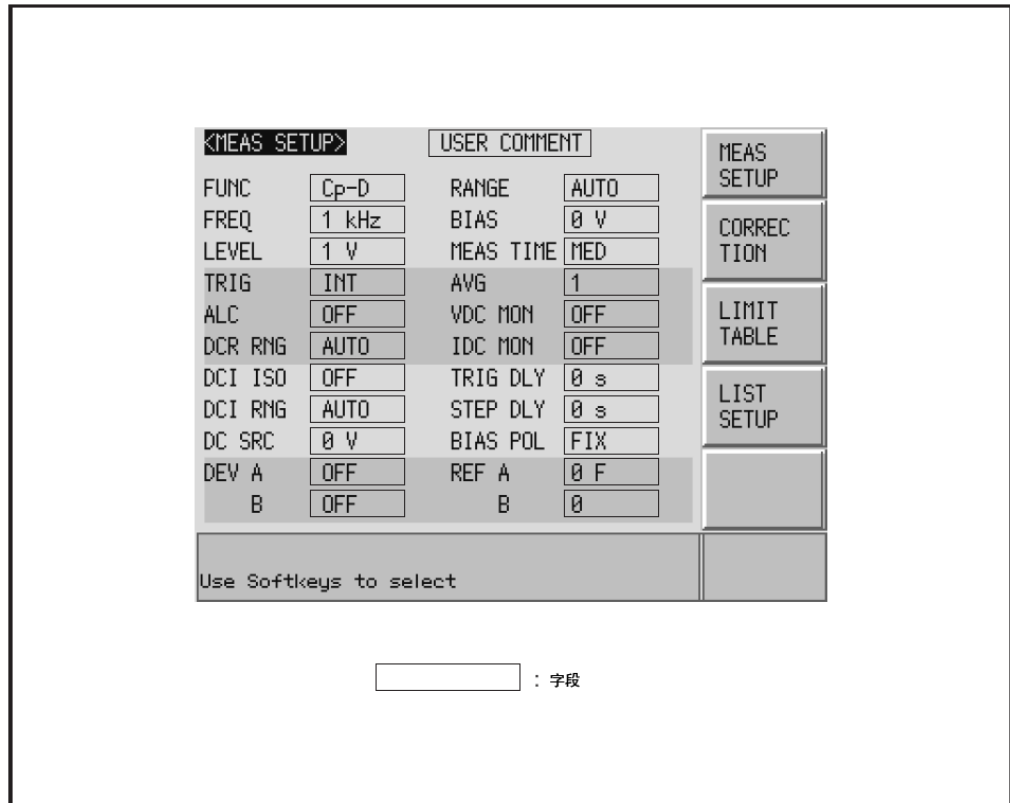 <MEAS SETUP> USER COMMENT
FUNC Cp-D RANGE AUTO
FREQ 1 kHz BIAS 0 V
LEVEL 1 V MEAS TIME MED
TRIG INT AVG 1
ALC OFF VDC MON OFF
DCR RNG AUTO IDC MON OFF
DCI ISO OFF TRIG DLY 0 s
DCI RNG AUTO STEP DLY 0 s
DC SRC 0 V BIAS POL FIX
DEV A OFF REF A 0 F
B OFF B 0
MEAS
SETUP
CORREC
TION
LIMIT
TABLE
LIST
SETUP
Use Softkeys to select
：字段